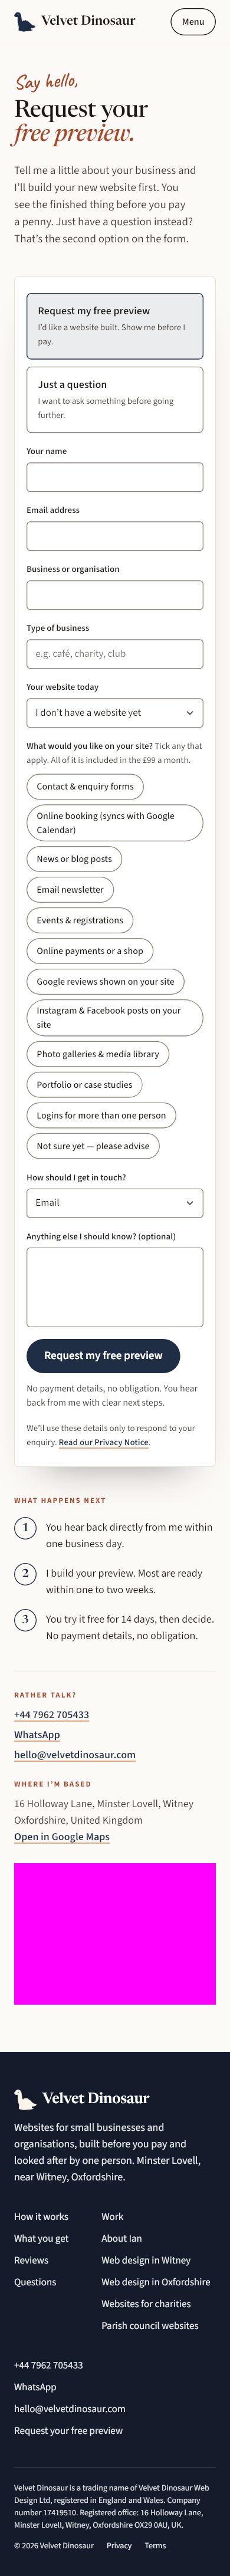 Velvet Dinosaur
Menu
Say hello,
Request your
free preview.
Tell me a little about your business and
I'll build your new website first. You
see the finished thing before you pay
a penny. Just have a question instead?
That's the second option on the form.
Request my free preview
I'd like a website built. Show me before I
pay.
Just a question
I want to ask something before going
further.
Your name
Email address
Business or organisation
Type of business
e.g. café, charity, club
Your website today
I don't have a website yet
What would you like on your site? Tick any that
apply. All of it is included in the £99 a month.
Contact & enquiry forms
Online booking (syncs with Google
Calendar)
News or blog posts
Email newsletter
Events & registrations
Online payments or a shop
Google reviews shown on your site
Instagram & Facebook posts on your
site
Photo galleries & media library
Portfolio or case studies
Logins for more than one person
Not sure yet — please advise
How should I get in touch?
Email
Anything else I should know? (optional)
Request my free preview
No payment details, no obligation. You hear
back from me with clear next steps.
We'll use these details only to respond to your
enquiry. Read our Privacy Notice.
WHAT HAPPENS NEXT
1 You hear back directly from me within
one business day.
2 I build your preview. Most are ready
within one to two weeks.
3 You try it free for 14 days, then decide.
No payment details, no obligation.
RATHER TALK?
+44 7962 705433
WhatsApp
hello@velvetdinosaur.com
WHERE I'M BASED
16 Holloway Lane, Minster Lovell, Witney
Oxfordshire, United Kingdom
Open in Google Maps
Velvet Dinosaur
Websites for small businesses and
organisations, built before you pay and
looked after by one person. Minster Lovell,
near Witney, Oxfordshire.
How it works
What you get
Reviews
Questions
Work
About Ian
Web design in Witney
Web design in Oxfordshire
Websites for charities
Parish council websites
+44 7962 705433
WhatsApp
hello@velvetdinosaur.com
Request your free preview
Velvet Dinosaur is a trading name of Velvet Dinosaur Web
Design Ltd, registered in England and Wales. Company
number 17419510. Registered office: 16 Holloway Lane,
Minster Lovell, Witney, Oxfordshire OX29 0AU, UK.
© 2026 Velvet Dinosaur Privacy Terms